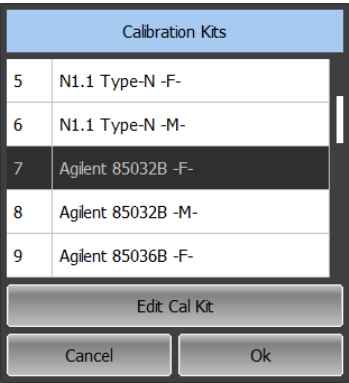 Calibration Kits
5 N1.1 Type-N -F-
6 N1.1 Type-N -M-
7 Agilent 85032B -F-
8 Agilent 85032B -M-
9 Agilent 85036B -F-
Edit Cal Kit
Cancel Ok